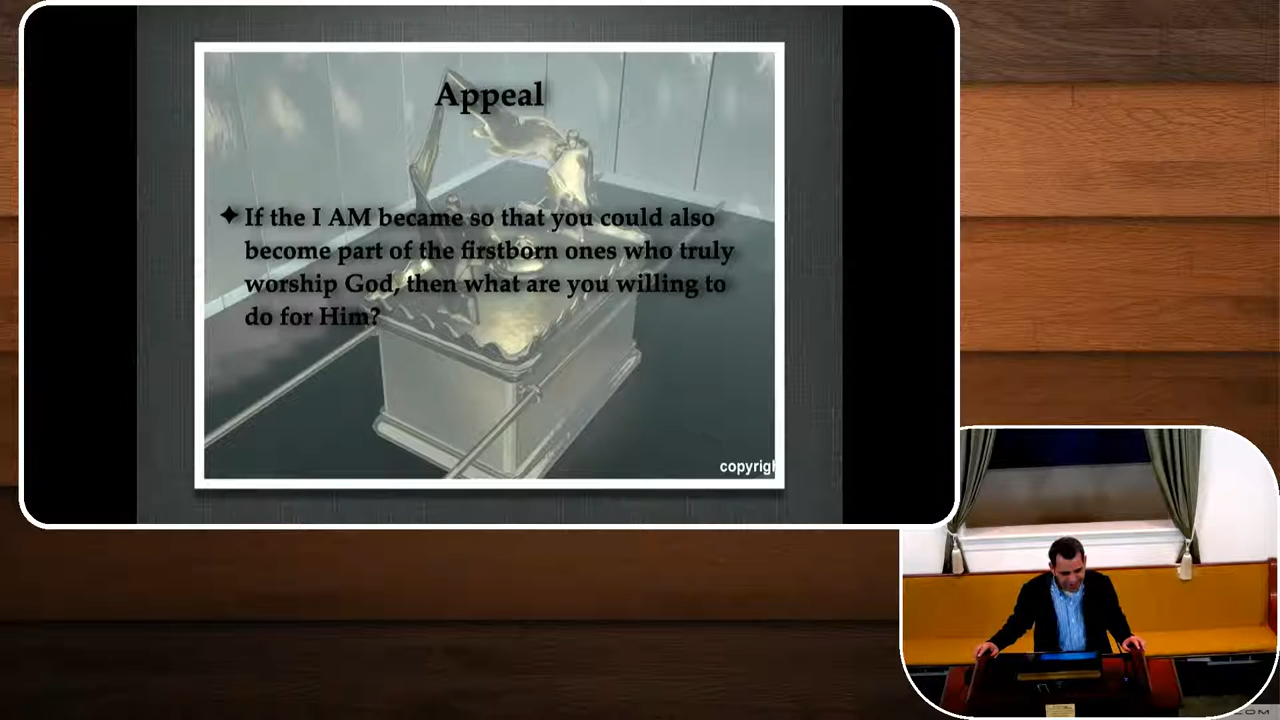 Appeal
✦ If the I AM became so that you could also
become part of the firstborn ones who truly
worship God, then what are you willing to
do for Him?
copyrigh